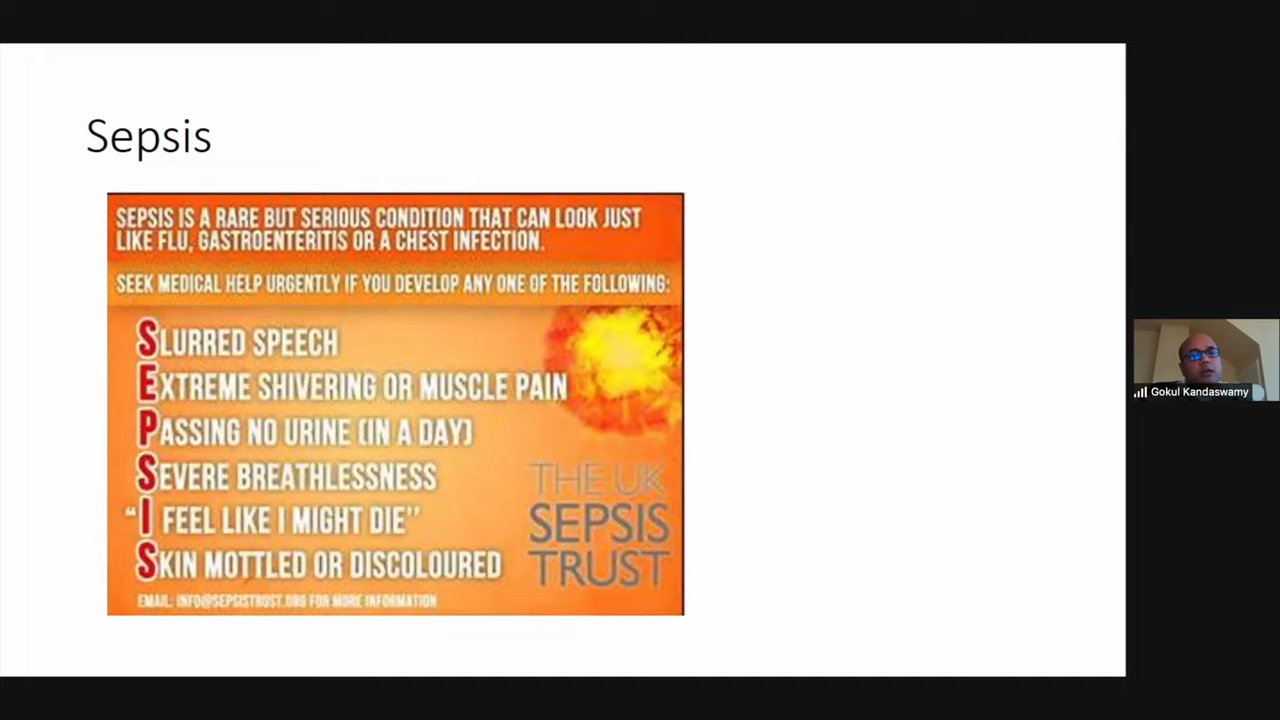 Sepsis
SEPSIS IS A RARE BUT SERIOUS CONDITION THAT CAN LOOK JUST
LIKE FLU, GASTROENTERITIS OR A CHEST INFECTION.
SEEK MEDICAL HELP URGENTLY IF YOU DEVELOP ANY ONE OF THE FOLLOWING:
SLURRED SPEECH
EXTREME SHIVERING OR MUSCLE PAIN
PASSING NO URINE (IN A DAY)
SEVERE BREATHLESSNESS
“I FEEL LIKE I MIGHT DIE”
SKIN MOTTLED OR DISCOLOURED
THE UK
SEPSIS
TRUST
EMAIL: INFO@SEPSISTRUST.ORG FOR MORE INFORMATION
Gokul Kandaswamy